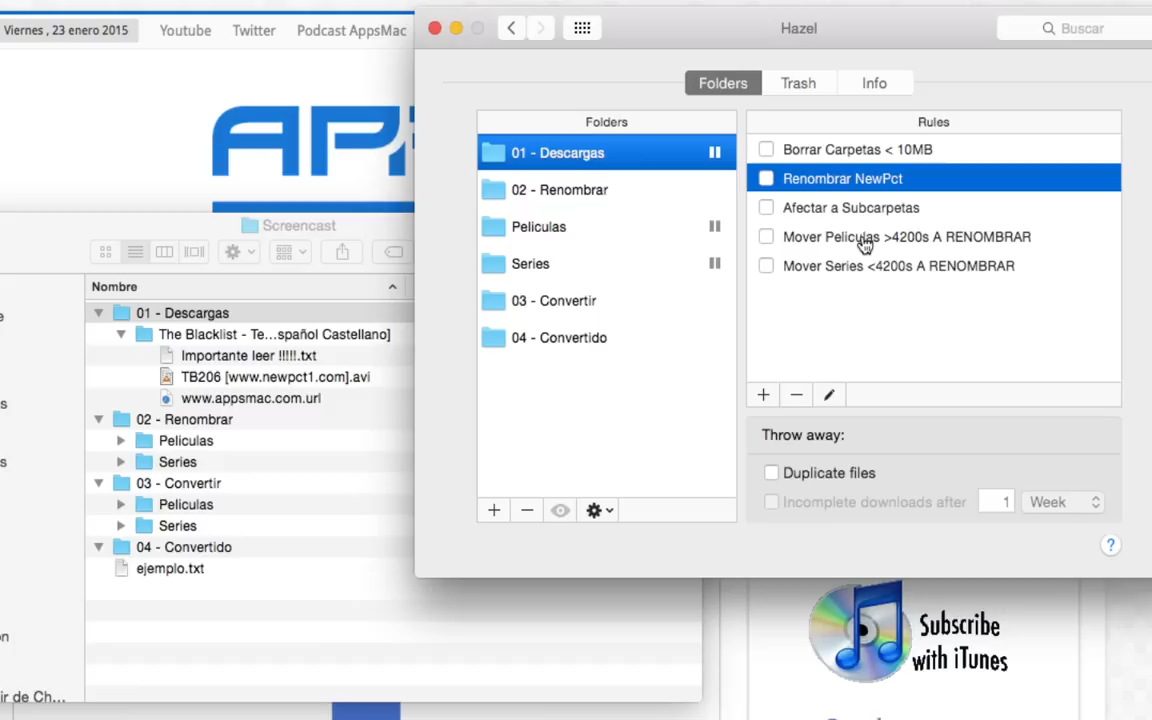 Viernes , 23 enero 2015
Youtube
Twitter
Podcast AppsMac
Hazel
Buscar
Folders
Trash
Info
Folders
01 - Descargas
02 - Renombrar
Peliculas
Series
03 - Convertir
04 - Convertido
Rules
Borrar Carpetas < 10MB
Renombrar NewPct
Afectar a Subcarpetas
Mover Peliculas >4200s A RENOMBRAR
Mover Series <4200s A RENOMBRAR
Throw away:
Duplicate files
Incomplete downloads after
1
Week
?
Screencast
Nombre
01 - Descargas
The Blacklist - Te...spañol Castellano]
Importante leer !!!!!.txt
TB206 [www.newpct1.com].avi
www.appsmac.com.url
02 - Renombrar
Peliculas
Series
03 - Convertir
Peliculas
Series
04 - Convertido
ejemplo.txt
ir de Ch...
Subscribe
with iTunes